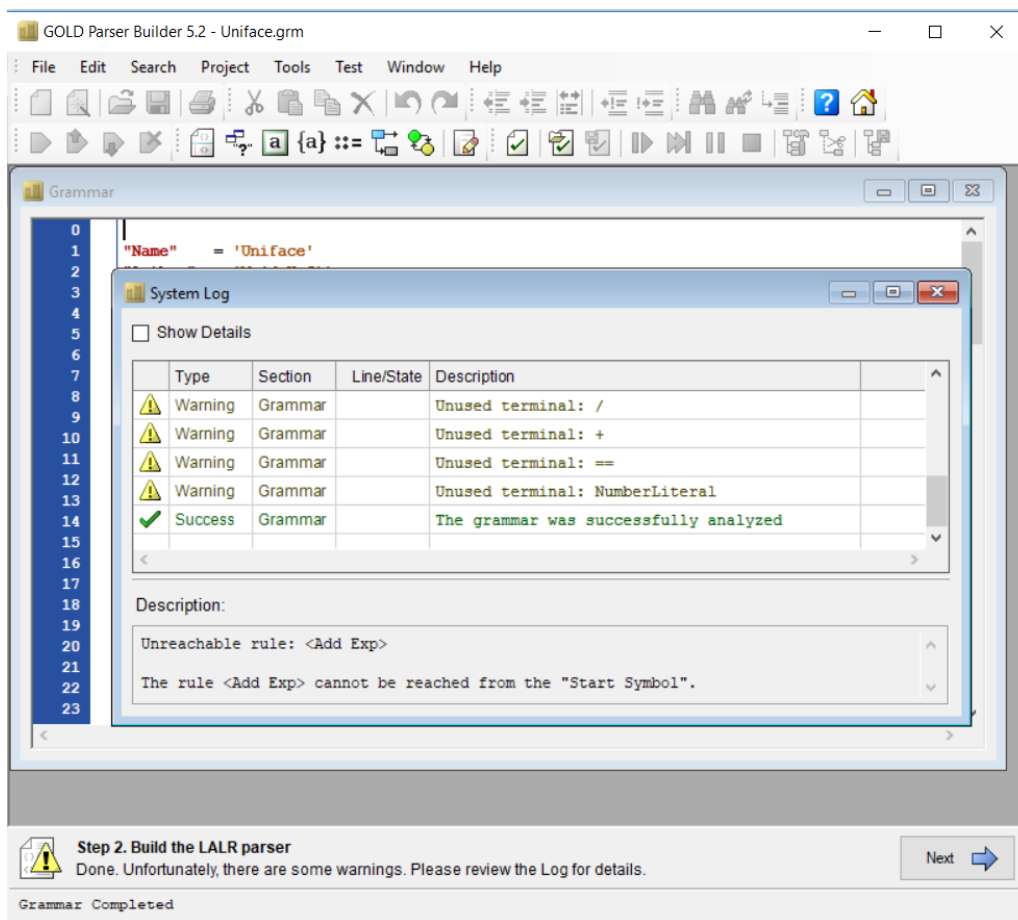 GOLD Parser Builder 5.2 - Uniface.grm
File Edit Search Project Tools Test Window Help
Grammar
0
1 "Name" = 'Uniface'
2
3
4
5
6
7
8
9
10
11
12
13
14
15
16
17
18
19
20
21
22
23
System Log
Show Details
Type Section Line/State Description
Warning Grammar Unused terminal: /
Warning Grammar Unused terminal: +
Warning Grammar Unused terminal: ==
Warning Grammar Unused terminal: NumberLiteral
Success Grammar The grammar was successfully analyzed
Description:
Unreachable rule: <Add Exp>
The rule <Add Exp> cannot be reached from the "Start Symbol".
Step 2. Build the LALR parser
Done. Unfortunately, there are some warnings. Please review the Log for details.
Next
Grammar Completed